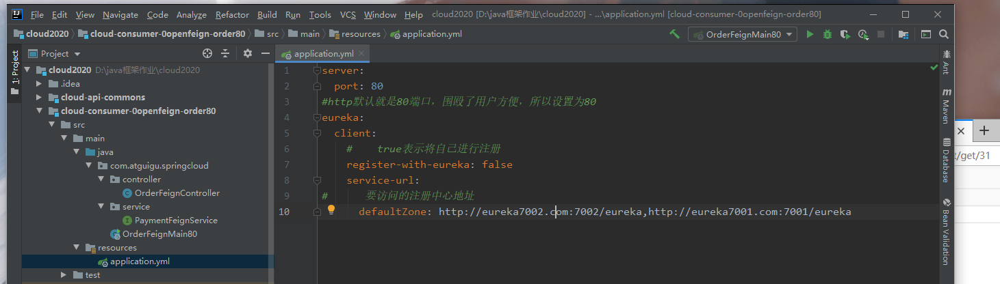 File Edit View Navigate Code Analyze Refactor Build Run Tools VCS Window Help cloud2020 [D:\java框架作业\cloud2020] - ...\application.yml [cloud-consumer-0openfeign-order80]
cloud2020 cloud-consumer-0openfeign-order80 src main resources application.yml OrderFeignMain80
1: Project
Project
application.yml
cloud2020 D:\java框架作业\cloud2020
.idea
cloud-api-commons
cloud-consumer-0openfeign-order80
src
main
java
com.atguigu.springcloud
controller
OrderFeignController
service
PaymentFeignService
OrderFeignMain80
resources
application.yml
test
1 server:
2 port: 80
3 #http默认就是80端口，围殴了用户方便，所以设置为80
4 eureka:
5 client:
6 # true表示将自己进行注册
7 register-with-eureka: false
8 service-url:
9 # 要访问的注册中心地址
10 defaultZone: http://eureka7002.com:7002/eureka,http://eureka7001.com:7001/eureka
Ant
Maven
Database
Bean Validation
t/get/31